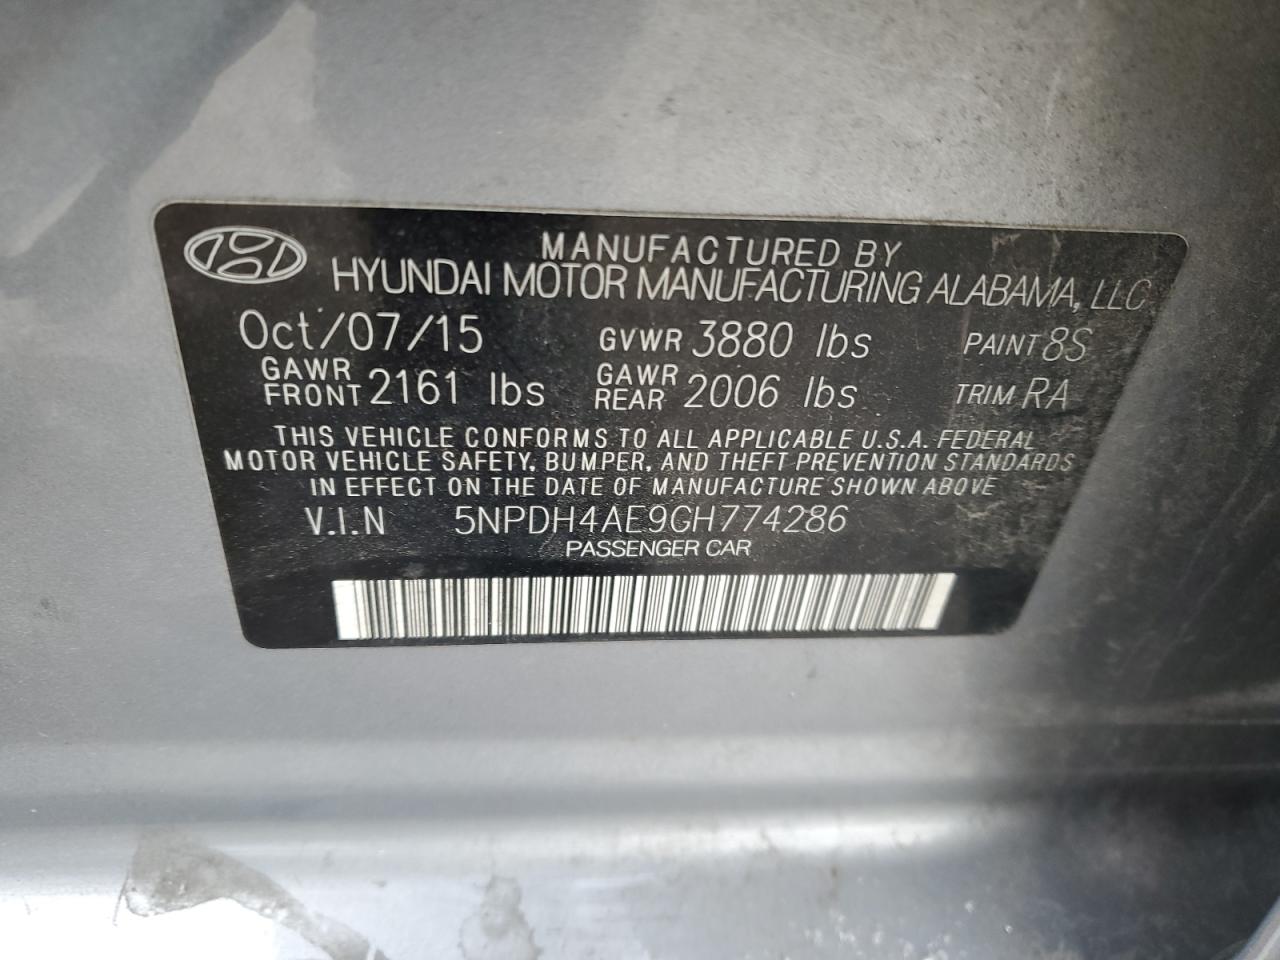 MANUFACTURED BY
HYUNDAI MOTOR MANUFACTURING ALABAMA, LLC
Oct/07/15 GVWR 3880 lbs PAINT 8S
GAWR FRONT 2161 lbs GAWR REAR 2006 lbs TRIM RA
THIS VEHICLE CONFORMS TO ALL APPLICABLE U.S.A. FEDERAL
MOTOR VEHICLE SAFETY, BUMPER, AND THEFT PREVENTION STANDARDS
IN EFFECT ON THE DATE OF MANUFACTURE SHOWN ABOVE
V.I.N 5NPDH4AE9GH774286
PASSENGER CAR